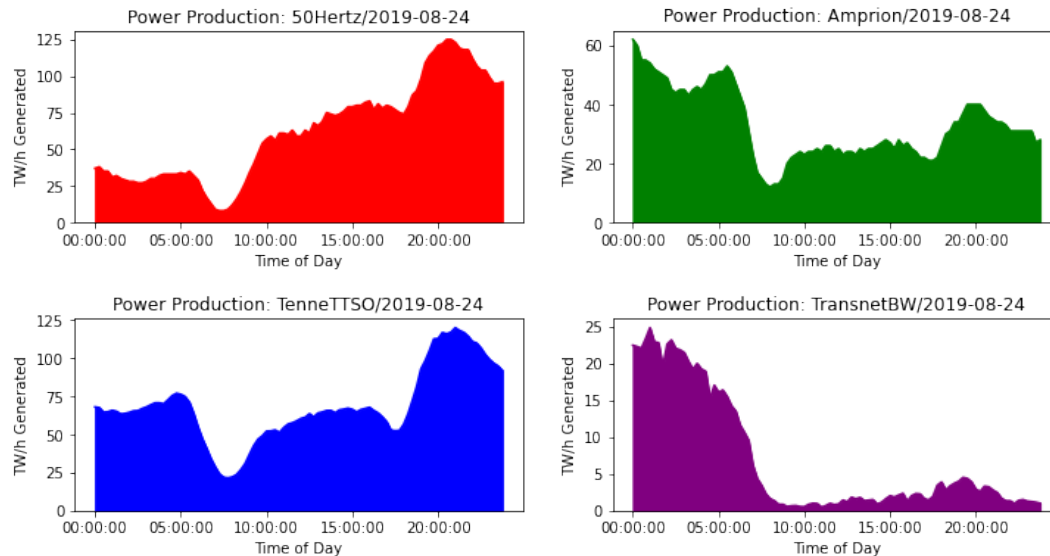 Power Production: 50Hertz/2019-08-24
TW/h Generated
125
100
75
50
25
0
00:00:00 05:00:00 10:00:00 15:00:00 20:00:00
Time of Day
Power Production: Amprion/2019-08-24
TW/h Generated
60
40
20
0
00:00:00 05:00:00 10:00:00 15:00:00 20:00:00
Time of Day
Power Production: TenneTTSO/2019-08-24
TW/h Generated
125
100
75
50
25
0
00:00:00 05:00:00 10:00:00 15:00:00 20:00:00
Time of Day
Power Production: TransnetBW/2019-08-24
TW/h Generated
25
20
15
10
5
0
00:00:00 05:00:00 10:00:00 15:00:00 20:00:00
Time of Day